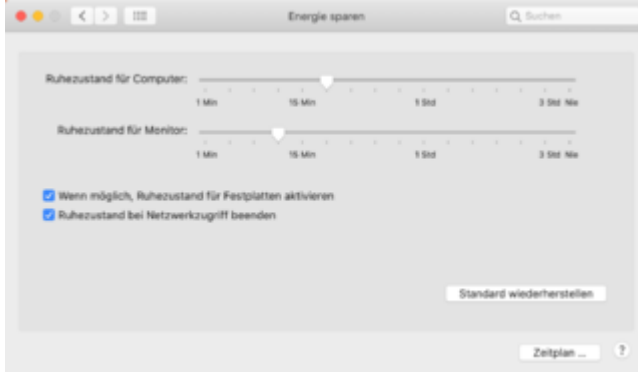 Energie sparen
Suchen
Ruhezustand für Computer:
1 Min 15 Min 1 Std 3 Std Nie
Ruhezustand für Monitor:
1 Min 15 Min 1 Std 3 Std Nie
Wenn möglich, Ruhezustand für Festplatten aktivieren
Ruhezustand bei Netzwerkzugriff beenden
Standard wiederherstellen
Zeitplan ... ?